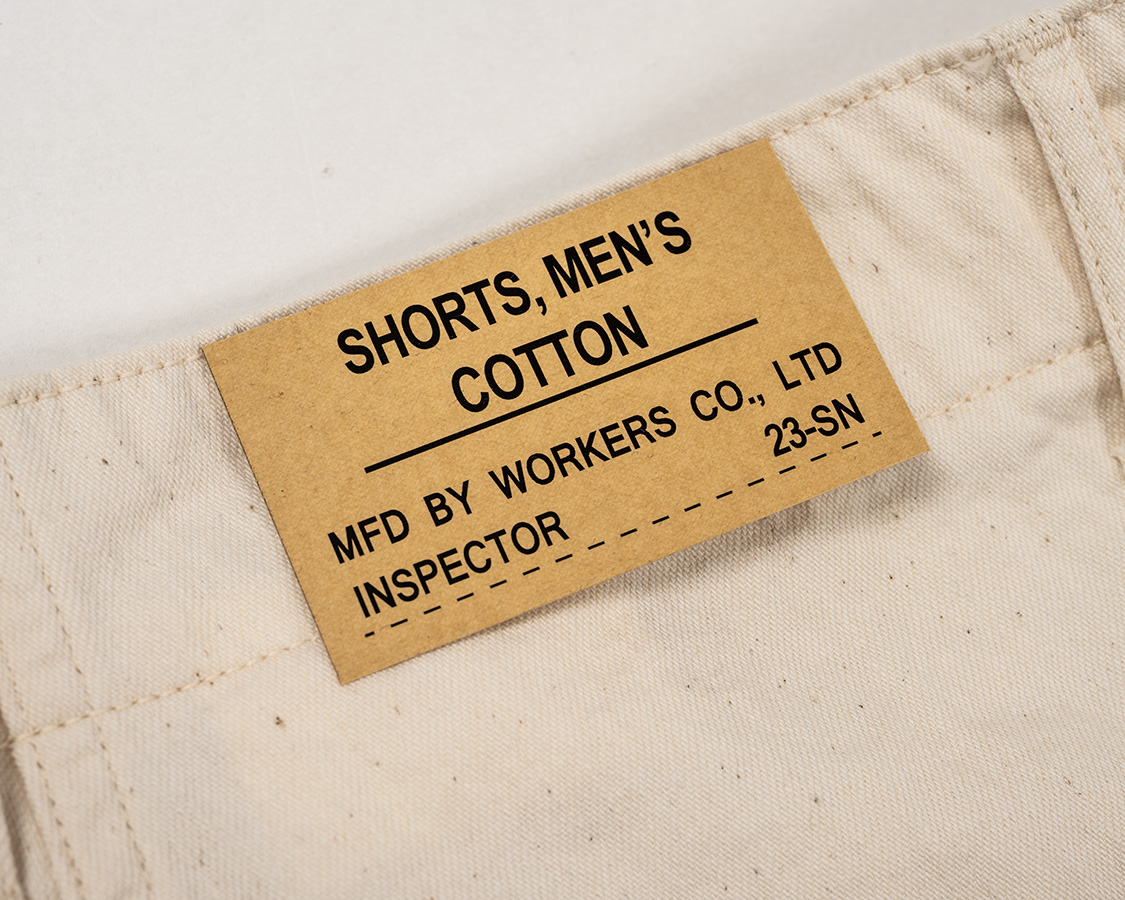 SHORTS, MEN'S
COTTON
MFD BY WORKERS CO., LTD
INSPECTOR 23-SN